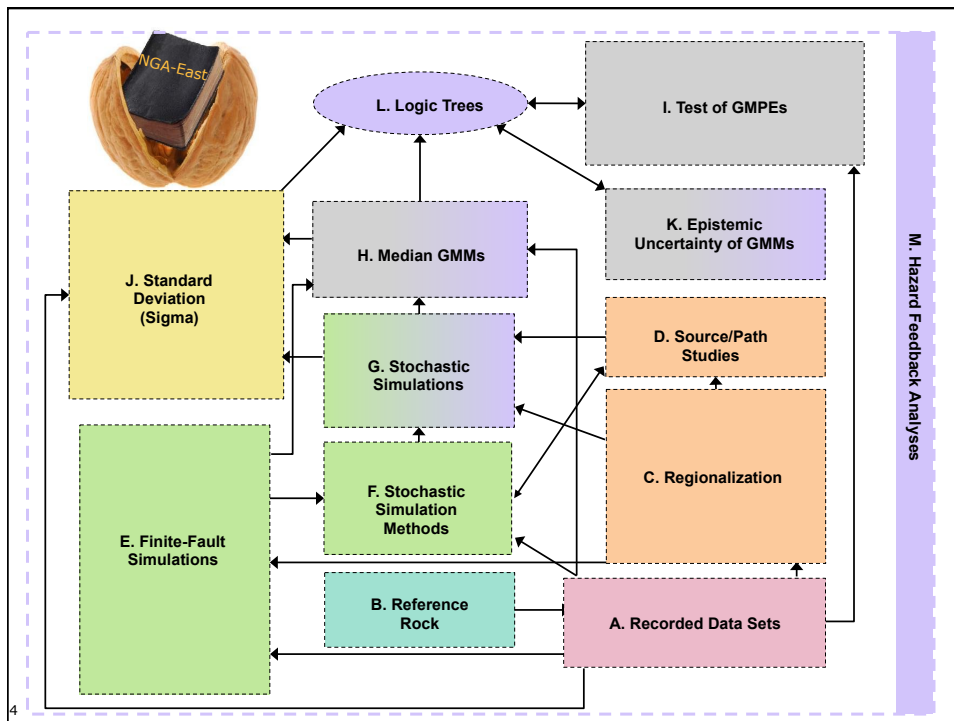 NGA-East
L. Logic Trees
I. Test of GMPEs
K. Epistemic
Uncertainty of GMMs
H. Median GMMs
J. Standard
Deviation
(Sigma)
D. Source/Path
Studies
G. Stochastic
Simulations
C. Regionalization
F. Stochastic
Simulation
Methods
E. Finite-Fault
Simulations
B. Reference
Rock
A. Recorded Data Sets
M. Hazard Feedback Analyses
4